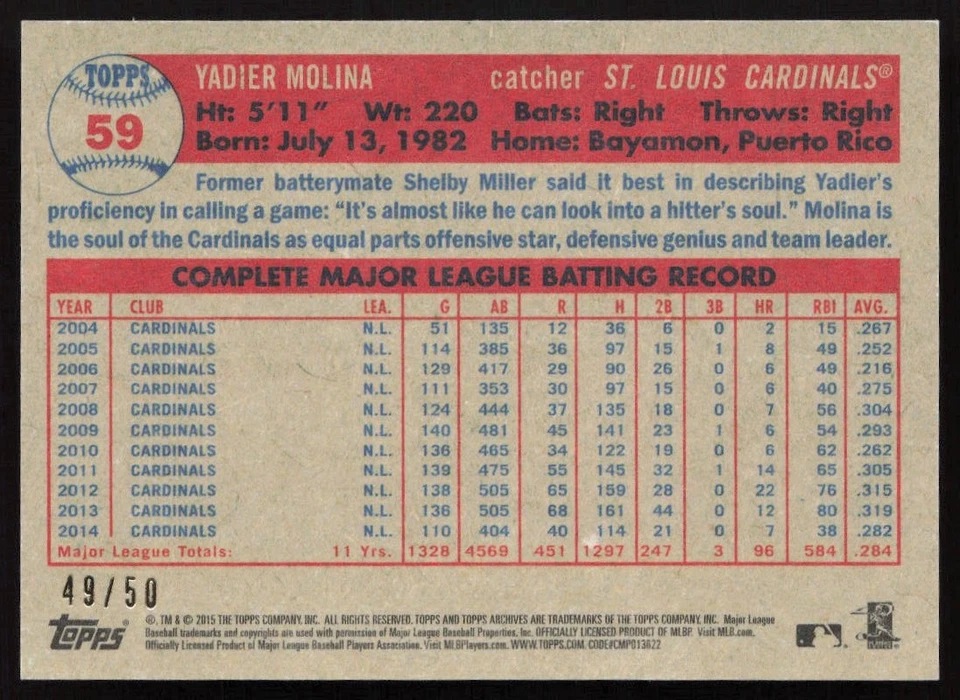 TOPPS
59
YADIER MOLINA catcher ST. LOUIS CARDINALS®
Ht: 5'11" Wt: 220 Bats: Right Throws: Right
Born: July 13, 1982 Home: Bayamon, Puerto Rico
Former batterymate Shelby Miller said it best in describing Yadier's
proficiency in calling a game: "It's almost like he can look into a hitter's soul." Molina is
the soul of the Cardinals as equal parts offensive star, defensive genius and team leader.
COMPLETE MAJOR LEAGUE BATTING RECORD
YEAR CLUB LEA. G AB R H 2B 3B HR RBI AVG.
2004 CARDINALS N.L. 51 135 12 36 6 0 2 15 .267
2005 CARDINALS N.L. 114 385 36 97 15 1 8 49 .252
2006 CARDINALS N.L. 129 417 29 90 26 0 6 49 .216
2007 CARDINALS N.L. 111 353 30 97 15 0 6 40 .275
2008 CARDINALS N.L. 124 444 37 135 18 0 7 56 .304
2009 CARDINALS N.L. 140 481 45 141 23 1 6 54 .293
2010 CARDINALS N.L. 136 465 34 122 19 0 6 62 .262
2011 CARDINALS N.L. 139 475 55 145 32 1 14 65 .305
2012 CARDINALS N.L. 138 505 65 159 28 0 22 76 .315
2013 CARDINALS N.L. 136 505 68 161 44 0 12 80 .319
2014 CARDINALS N.L. 110 404 40 114 21 0 7 38 .282
Major League Totals: 11 Yrs. 1328 4569 451 1297 247 3 96 584 .284
49/50
Topps
®, TM & © 2015 THE TOPPS COMPANY, INC. ALL RIGHTS RESERVED. TOPPS AND TOPPS ARCHIVES ARE TRADEMARKS OF THE TOPPS COMPANY, INC. Major League
Baseball trademarks and copyrights are used with permission of Major League Baseball Properties, Inc. OFFICIALLY LICENSED PRODUCT OF MLBP. Visit MLB.com.
Officially Licensed Product of Major League Baseball Players Association. Visit MLBPlayers.com. WWW.TOPPS.COM. CODE#CMP013622